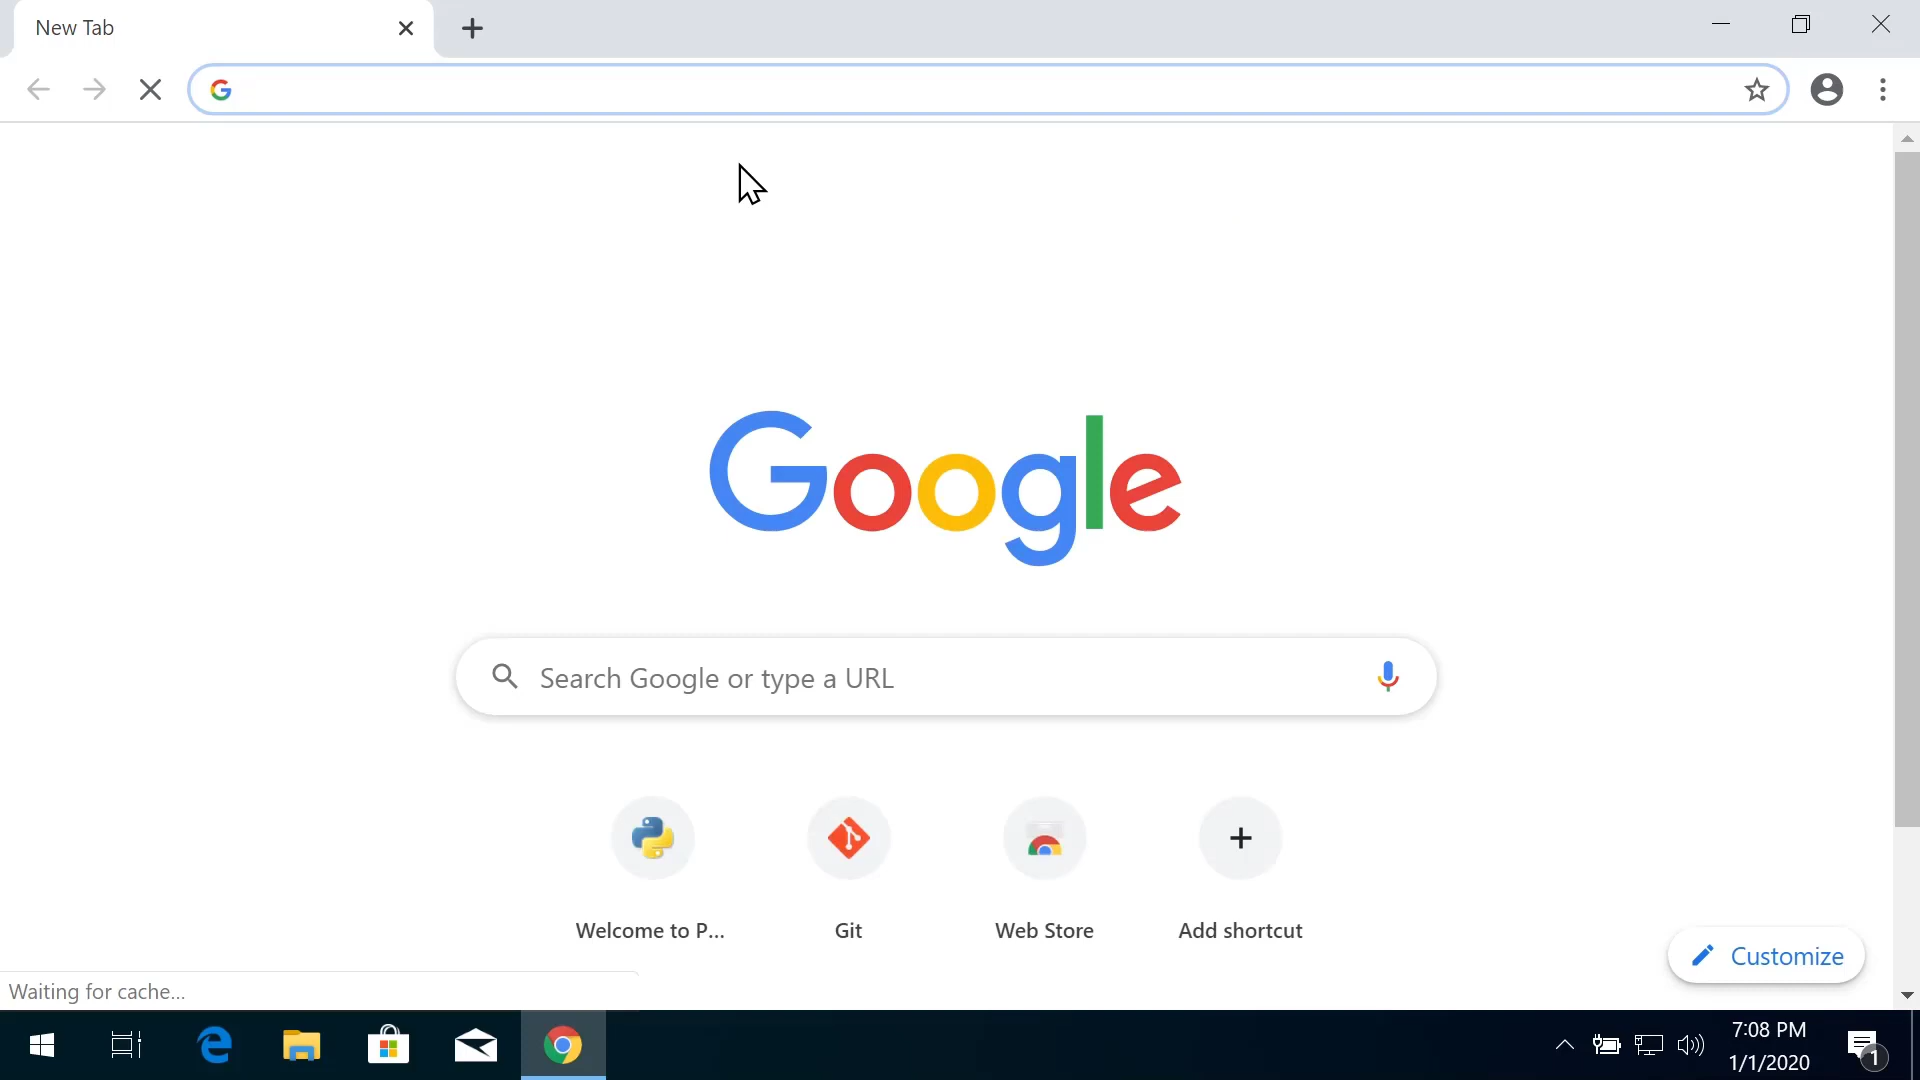 New Tab
Google
Search Google or type a URL
Welcome to P...
Git
Web Store
Add shortcut
Customize
Waiting for cache...
7:08 PM
1/1/2020
1